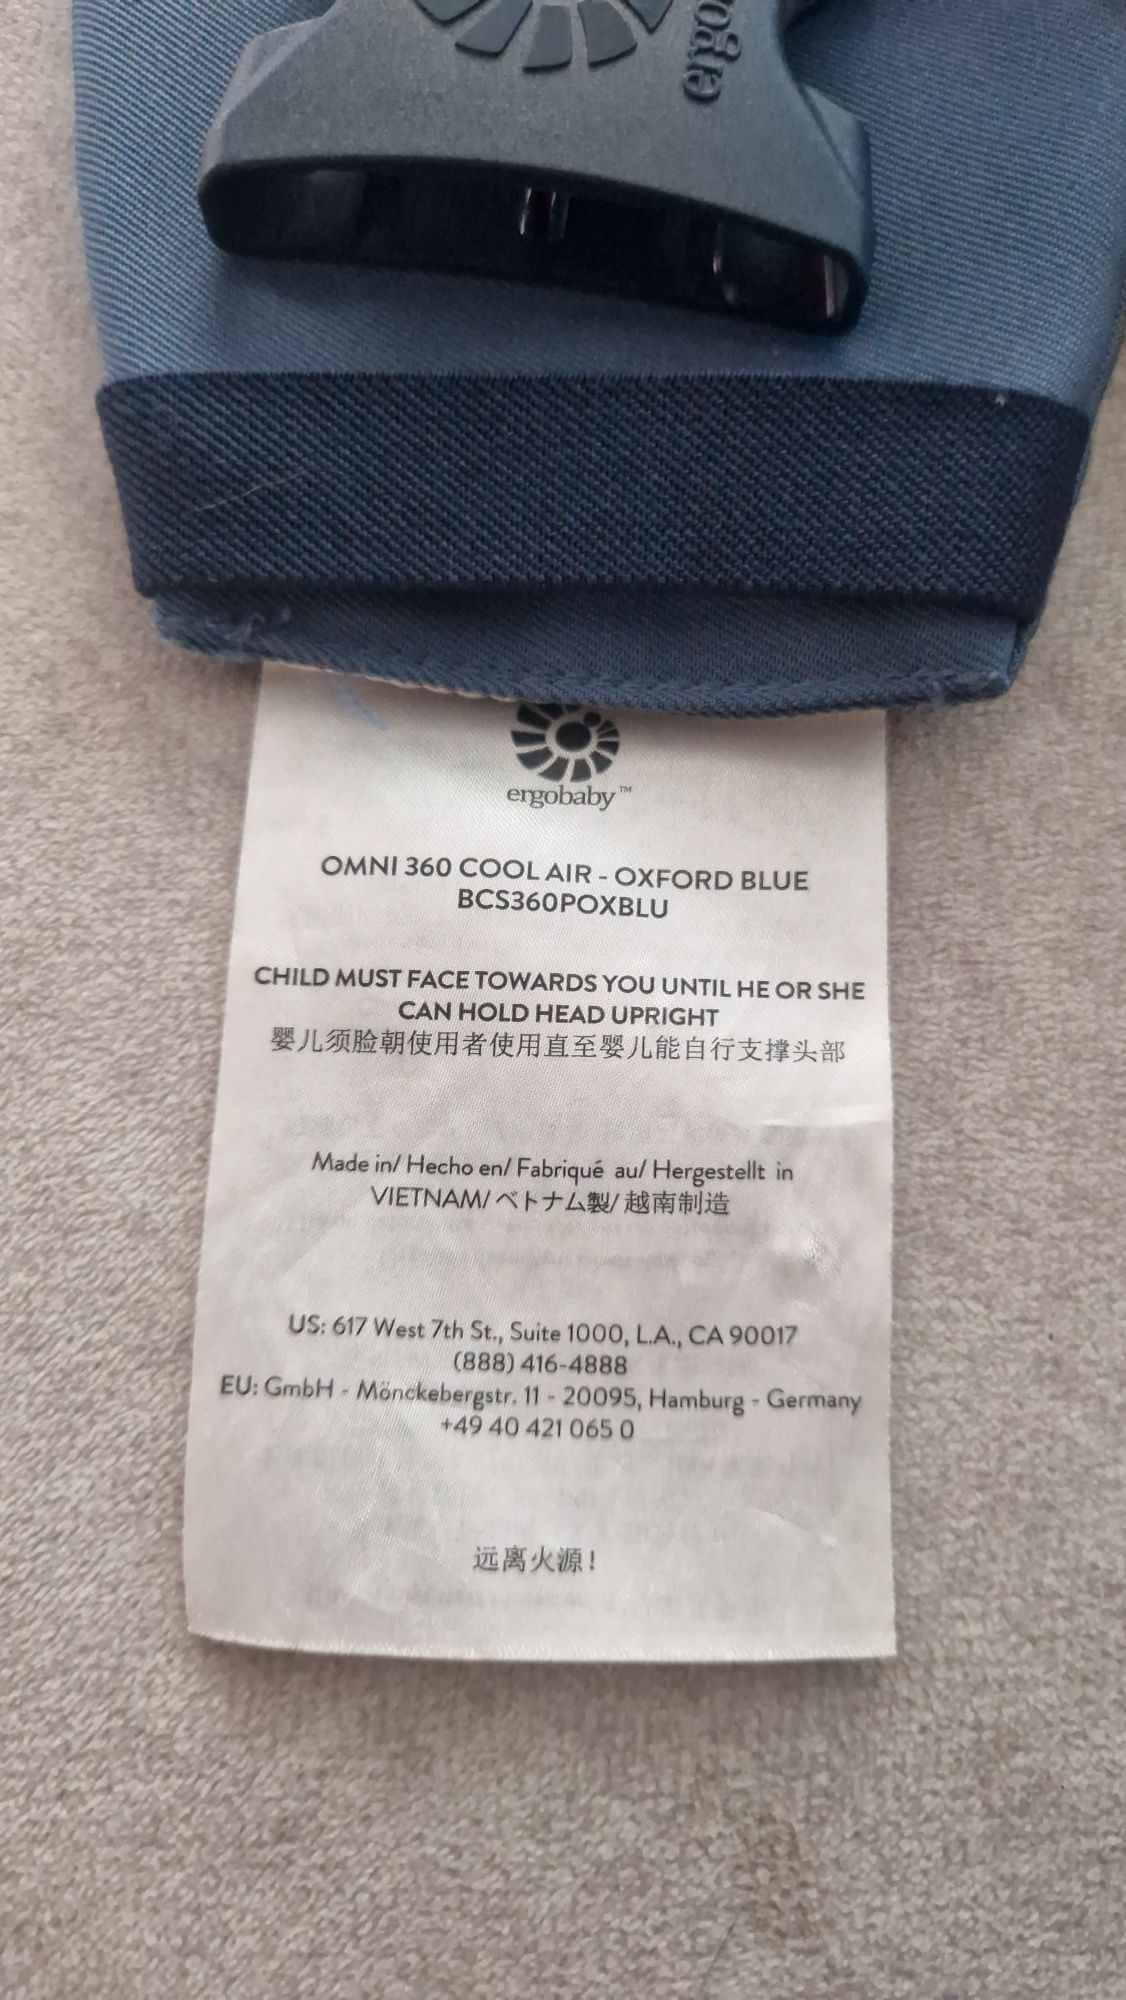 ergo
ergobaby™
OMNI 360 COOL AIR - OXFORD BLUE
BCS360POXBLU
CHILD MUST FACE TOWARDS YOU UNTIL HE OR SHE
CAN HOLD HEAD UPRIGHT
婴儿须脸朝使用者使用直至婴儿能自行支撑头部
Made in/ Hecho en/ Fabriqué au/ Hergestellt in
VIETNAM/ ベトナム製/ 越南制造
US: 617 West 7th St., Suite 1000, L.A., CA 90017
(888) 416-4888
EU: GmbH - Mönckebergstr. 11 - 20095, Hamburg - Germany
+49 40 421 065 0
远离火源!